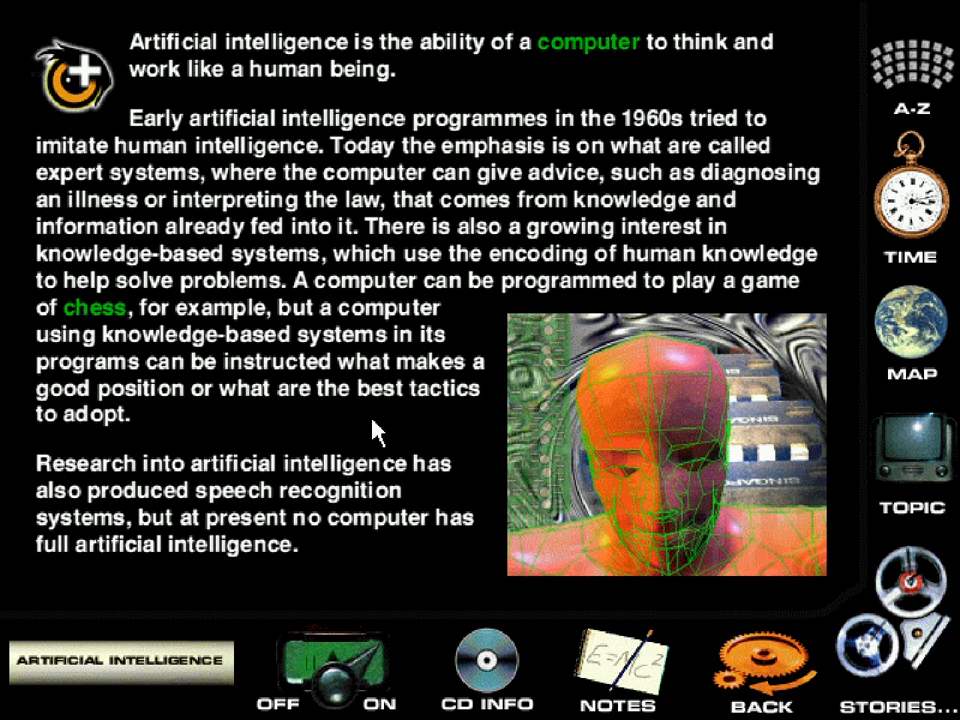 Artificial intelligence is the ability of a computer to think and
work like a human being.
Early artificial intelligence programmes in the 1960s tried to
imitate human intelligence. Today the emphasis is on what are called
expert systems, where the computer can give advice, such as diagnosing
an illness or interpreting the law, that comes from knowledge and
information already fed into it. There is also a growing interest in
knowledge-based systems, which use the encoding of human knowledge
to help solve problems. A computer can be programmed to play a game
of chess, for example, but a computer
using knowledge-based systems in its
programs can be instructed what makes a
good position or what are the best tactics
to adopt.
Research into artificial intelligence has
also produced speech recognition
systems, but at present no computer has
full artificial intelligence.
A-Z
TIME
MAP
TOPIC
STORIES...
ARTIFICIAL INTELLIGENCE
OFF ON
CD INFO
E=MC²
NOTES
BACK